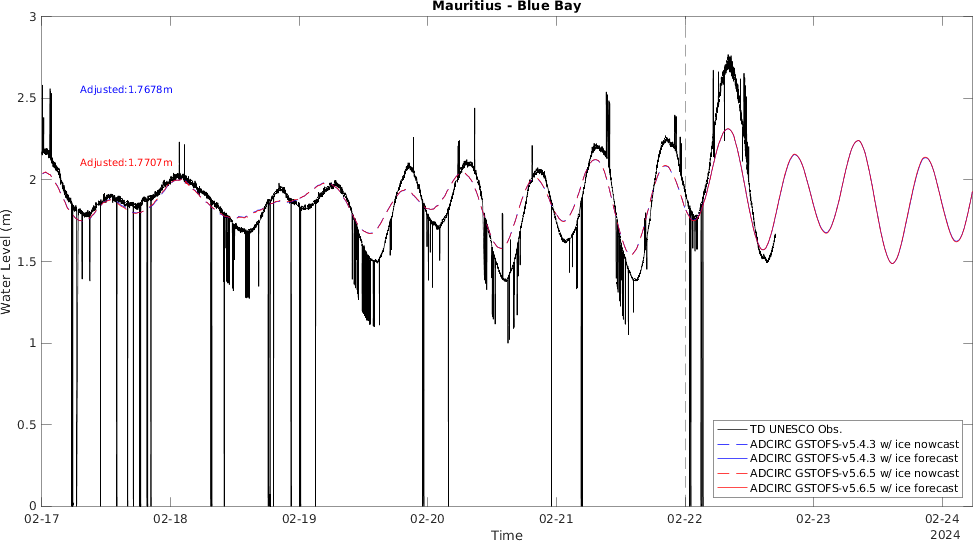 Mauritius - Blue Bay
3
2.5
2
1.5
1
0.5
0
Water Level (m)
Adjusted:1.7678m
Adjusted:1.7707m
TD UNESCO Obs.
ADCIRC GSTOFS-v5.4.3 w/ ice nowcast
ADCIRC GSTOFS-v5.4.3 w/ ice forecast
ADCIRC GSTOFS-v5.6.5 w/ ice nowcast
ADCIRC GSTOFS-v5.6.5 w/ ice forecast
02-17 02-18 02-19 02-20 02-21 02-22 02-23 02-24
Time
2024